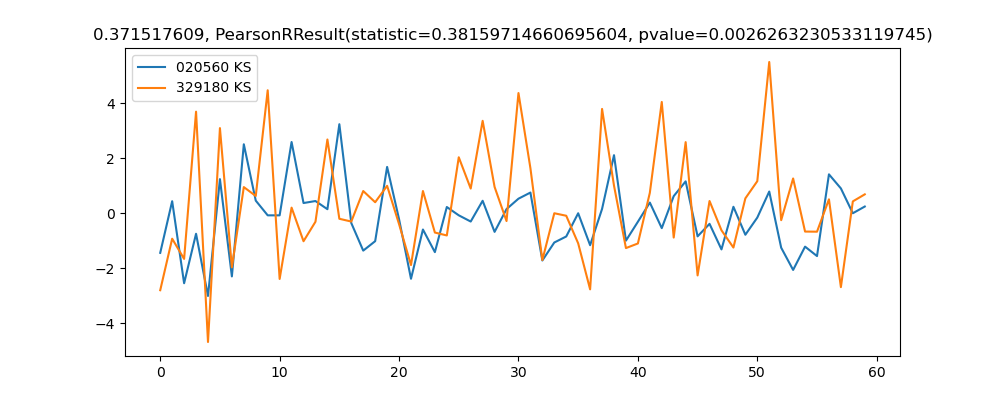 0.371517609, PearsonRResult(statistic=0.38159714660695604, pvalue=0.0026263230533119745)
020560 KS
329180 KS
4
2
0
−2
−4
0 10 20 30 40 50 60